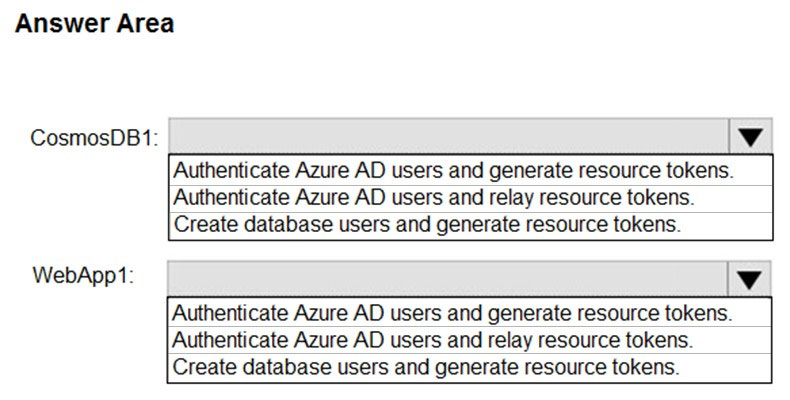 Answer Area
CosmosDB1:
Authenticate Azure AD users and generate resource tokens.
Authenticate Azure AD users and relay resource tokens.
Create database users and generate resource tokens.
WebApp1:
Authenticate Azure AD users and generate resource tokens.
Authenticate Azure AD users and relay resource tokens.
Create database users and generate resource tokens.